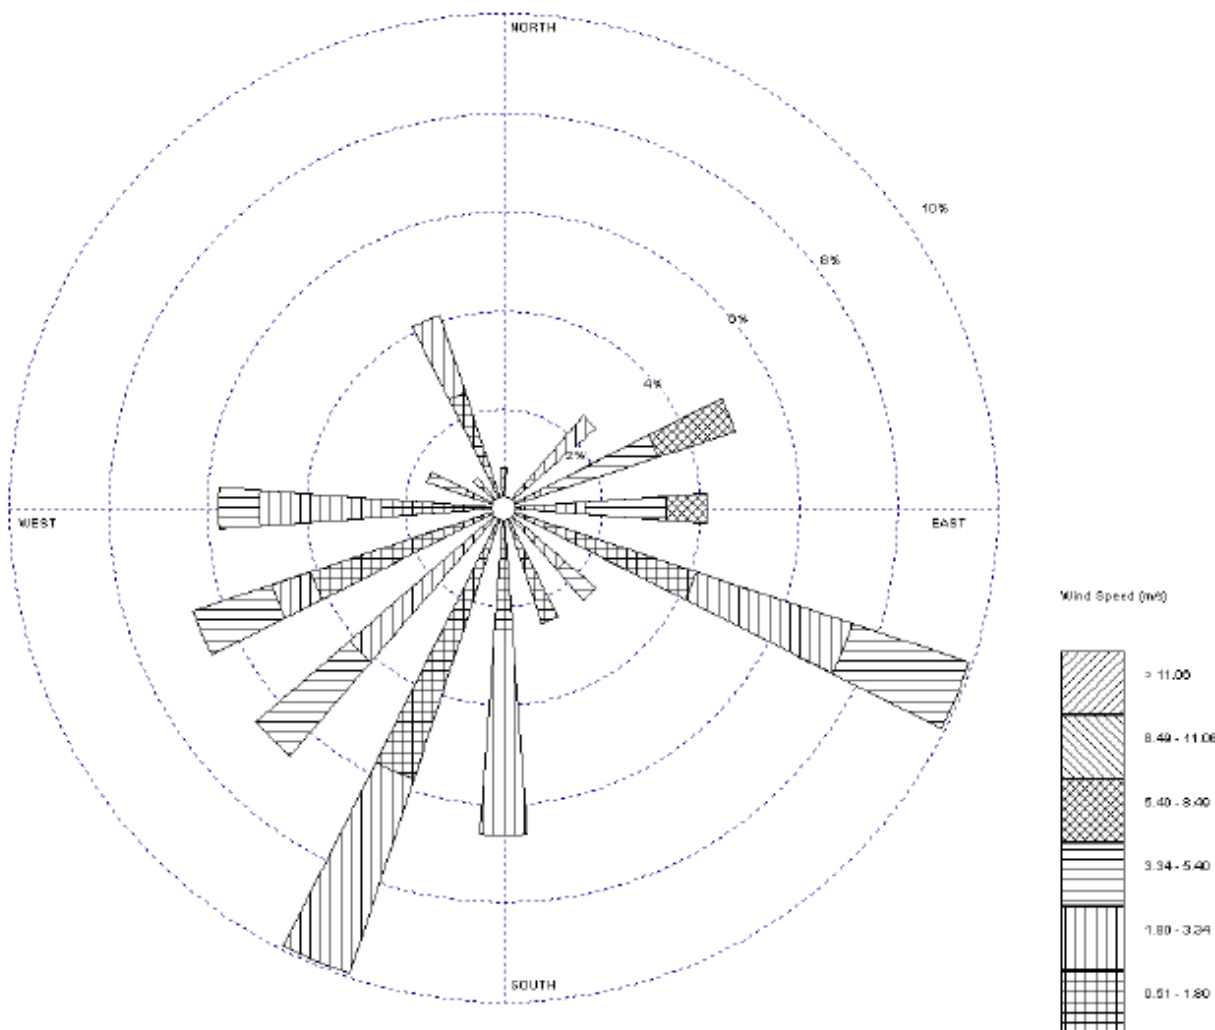 NORTH
10%
8%
6%
4%
2%
WEST
EAST
Wind Speed (m/s)
> 11.06
8.49 - 11.06
5.40 - 8.49
3.34 - 5.40
1.80 - 3.34
0.51 - 1.80
SOUTH